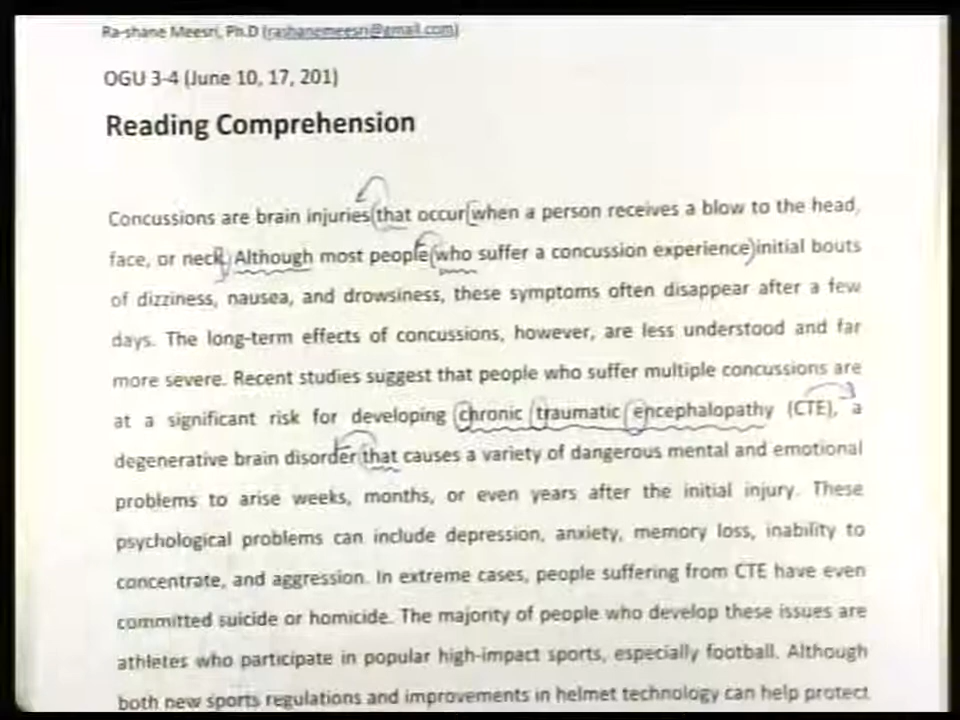 Ra-shane Meesri, Ph.D (rashanemeesri@gmail.com)
OGU 3-4 (June 10, 17, 201)
Reading Comprehension
Concussions are brain injuries that occur when a person receives a blow to the head,
face, or neck. Although most people who suffer a concussion experience initial bouts
of dizziness, nausea, and drowsiness, these symptoms often disappear after a few
days. The long-term effects of concussions, however, are less understood and far
more severe. Recent studies suggest that people who suffer multiple concussions are
at a significant risk for developing chronic traumatic encephalopathy (CTE), a
degenerative brain disorder that causes a variety of dangerous mental and emotional
problems to arise weeks, months, or even years after the initial injury. These
psychological problems can include depression, anxiety, memory loss, inability to
concentrate, and aggression. In extreme cases, people suffering from CTE have even
committed suicide or homicide. The majority of people who develop these issues are
athletes who participate in popular high-impact sports, especially football. Although
both new sports regulations and improvements in helmet technology can help protect